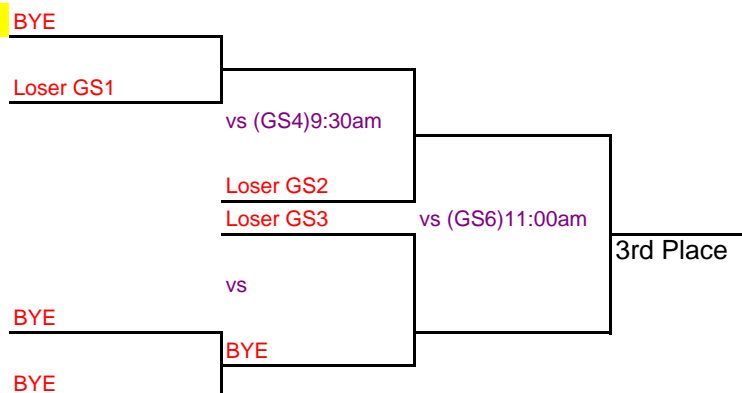 BYE
Loser GS1
vs (GS4)9:30am
Loser GS2
Loser GS3
vs (GS6)11:00am
3rd Place
vs
BYE
BYE
BYE